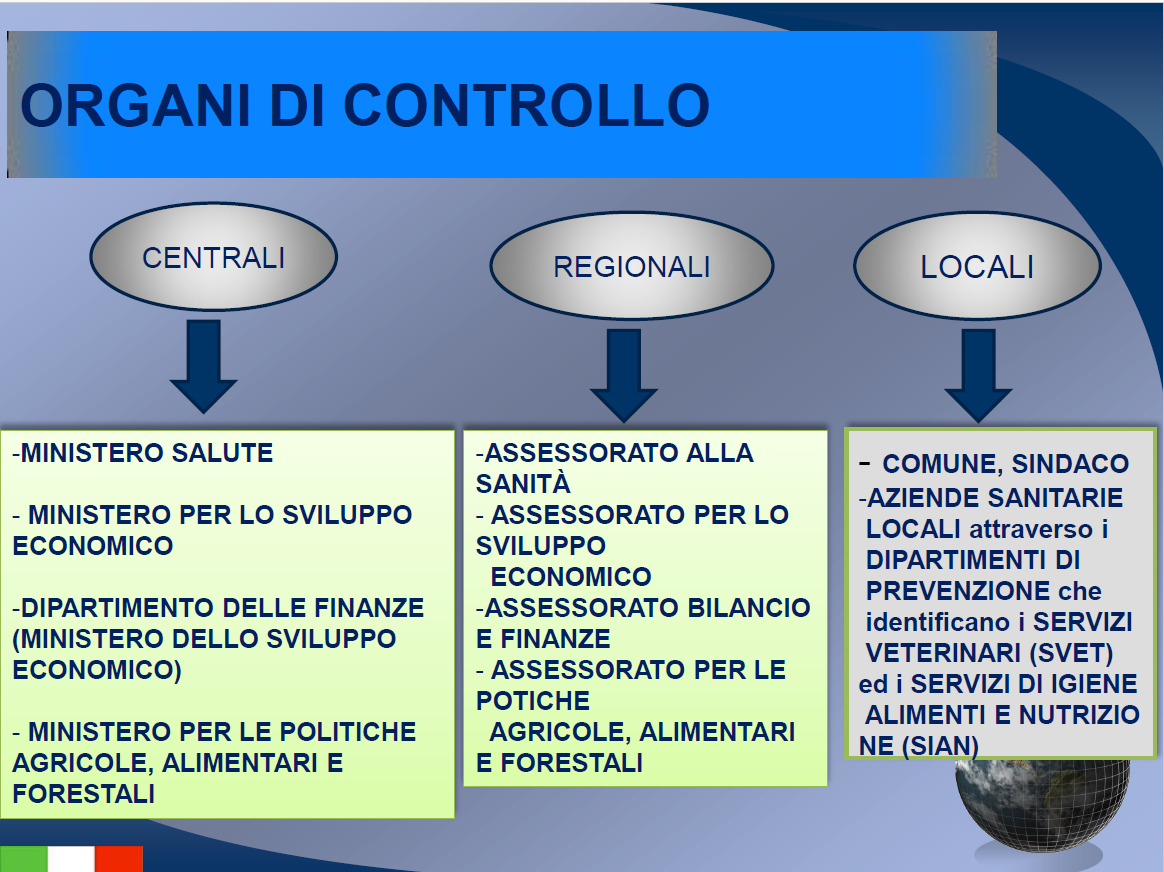 ORGANI DI CONTROLLO
CENTRALI
REGIONALI
LOCALI
-MINISTERO SALUTE
- MINISTERO PER LO SVILUPPO
ECONOMICO
-DIPARTIMENTO DELLE FINANZE
(MINISTERO DELLO SVILUPPO
ECONOMICO)
- MINISTERO PER LE POLITICHE
AGRICOLE, ALIMENTARI E
FORESTALI
-ASSESSORATO ALLA
SANITÀ
- ASSESSORATO PER LO
SVILUPPO
ECONOMICO
-ASSESSORATO BILANCIO
E FINANZE
- ASSESSORATO PER LE
POTICHE
AGRICOLE, ALIMENTARI
E FORESTALI
- COMUNE, SINDACO
-AZIENDE SANITARIE
LOCALI attraverso i
DIPARTIMENTI DI
PREVENZIONE che
identificano i SERVIZI
VETERINARI (SVET)
ed i SERVIZI DI IGIENE
ALIMENTI E NUTRIZIO
NE (SIAN)